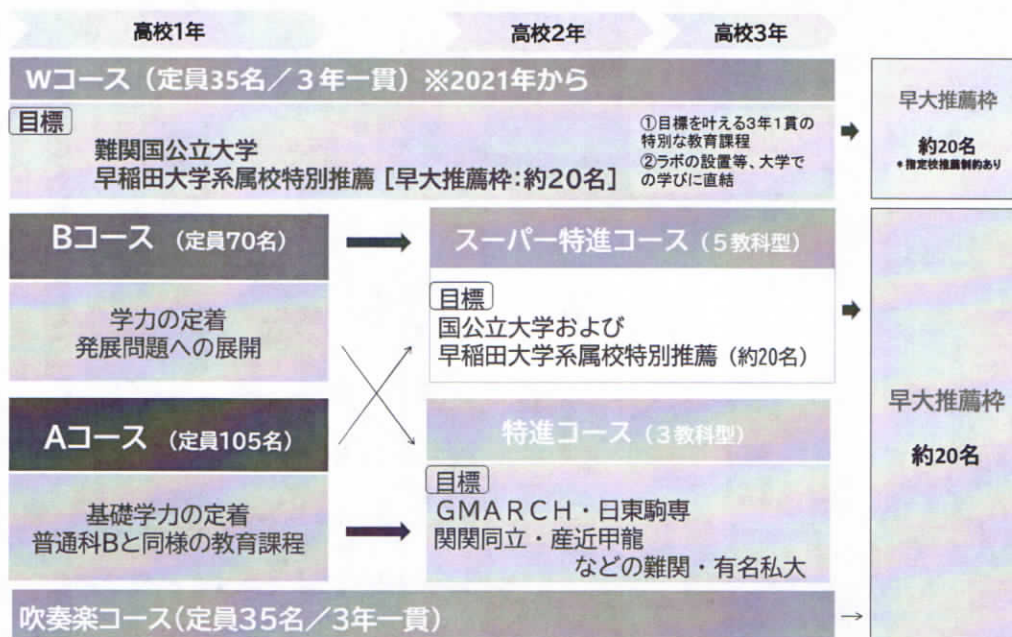 高校1年
高校2年
高校3年
Wコース（定員35名／3年一貫）※2021年から
目標
難関国公立大学
早稲田大学系属校特別推薦［早大推薦枠：約20名］
①目標を叶える3年1貫の
特別な教育課程
②ラボの設置等、大学で
の学びに直結
早大推薦枠
約20名
＊指定校推薦制約あり
Bコース（定員70名）
学力の定着
発展問題への展開
スーパー特進コース（5教科型）
目標
国公立大学および
早稲田大学系属校特別推薦（約20名）
Aコース（定員105名）
基礎学力の定着
普通科Bと同様の教育課程
特進コース（3教科型）
目標
GMARCH・日東駒専
関関同立・産近甲龍
などの難関・有名私大
早大推薦枠
約20名
吹奏楽コース（定員35名／3年一貫）